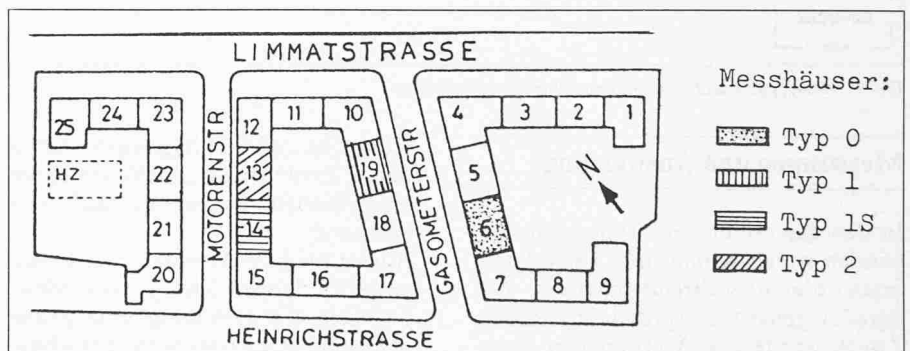 LIMMATSTRASSE
25 24 23
22
21
20
HZ
MOTORENSTR
12 11 10
13
14
15 16 17
18
19
GASOMETERSTR
4 3 2 1
5
6
7 8 9
N
HEINRICHSTRASSE
Messhäuser:
Typ 0
Typ 1
Typ 1S
Typ 2